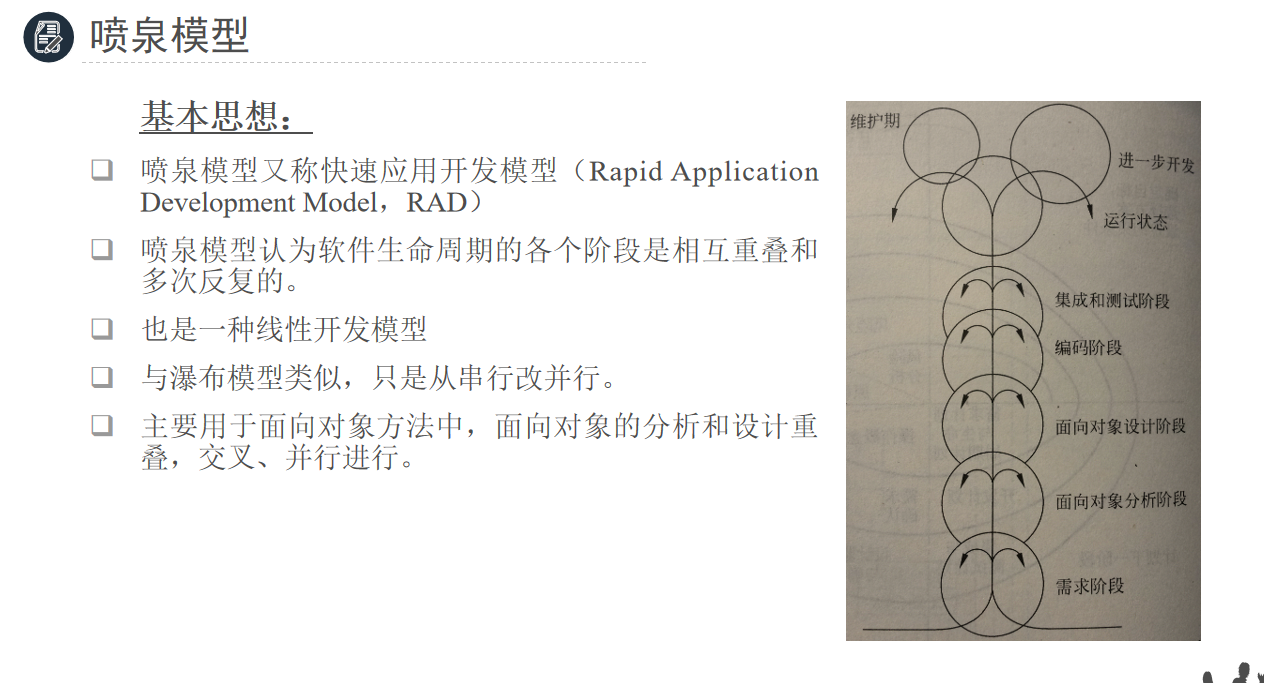 喷泉模型
基本思想：
喷泉模型又称快速应用开发模型（Rapid Application
Development Model，RAD）
喷泉模型认为软件生命周期的各个阶段是相互重叠和
多次反复的。
也是一种线性开发模型
与瀑布模型类似，只是从串行改并行。
主要用于面向对象方法中，面向对象的分析和设计重
叠，交叉、并行进行。
维护期
进一步开发
运行状态
集成和测试阶段
编码阶段
面向对象设计阶段
面向对象分析阶段
需求阶段